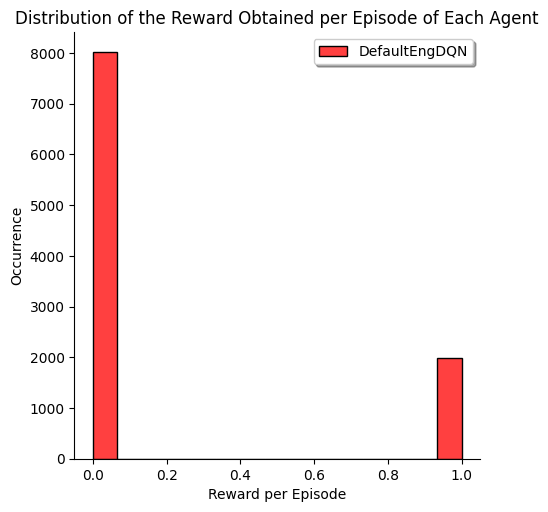 Distribution of the Reward Obtained per Episode of Each Agent
DefaultEngDQN
8000
7000
6000
5000
4000
3000
2000
1000
0
Occurrence
0.0 0.2 0.4 0.6 0.8 1.0
Reward per Episode